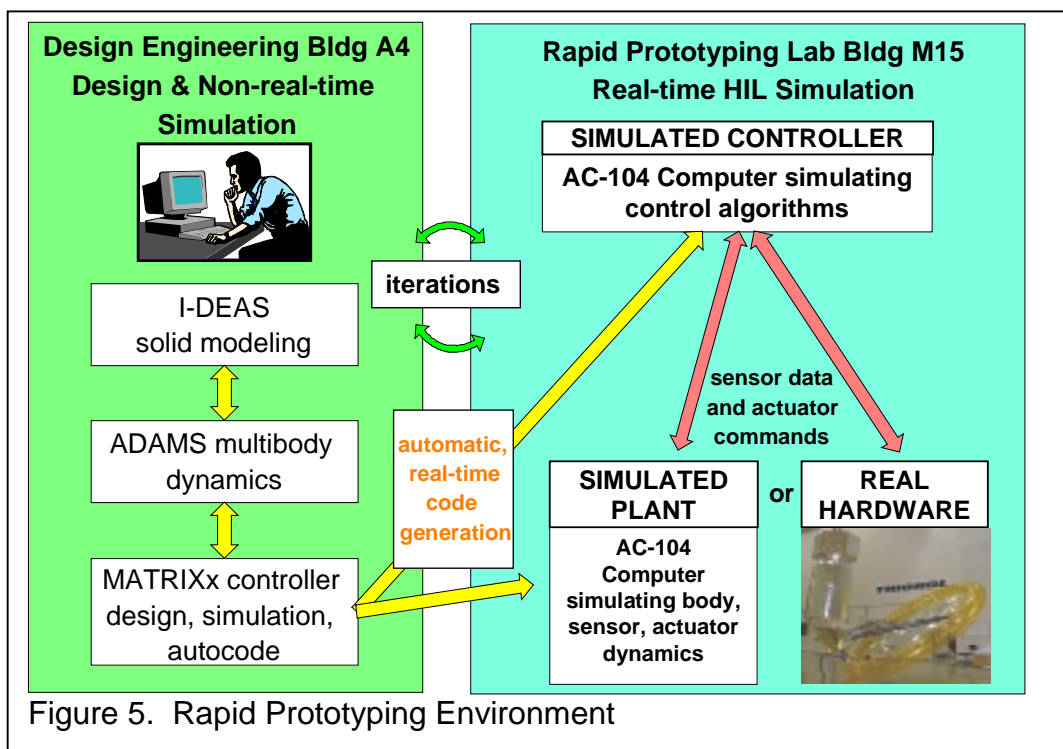 Design Engineering Bldg A4
Design & Non-real-time
Simulation
I-DEAS
solid modeling
ADAMS multibody
dynamics
MATRIXx controller
design, simulation,
autocode
iterations
automatic,
real-time
code
generation
Rapid Prototyping Lab Bldg M15
Real-time HIL Simulation
SIMULATED CONTROLLER
AC-104 Computer simulating
control algorithms
sensor data
and actuator
commands
SIMULATED
PLANT
AC-104
Computer
simulating body,
sensor, actuator
dynamics
or
REAL
HARDWARE
Figure 5. Rapid Prototyping Environment